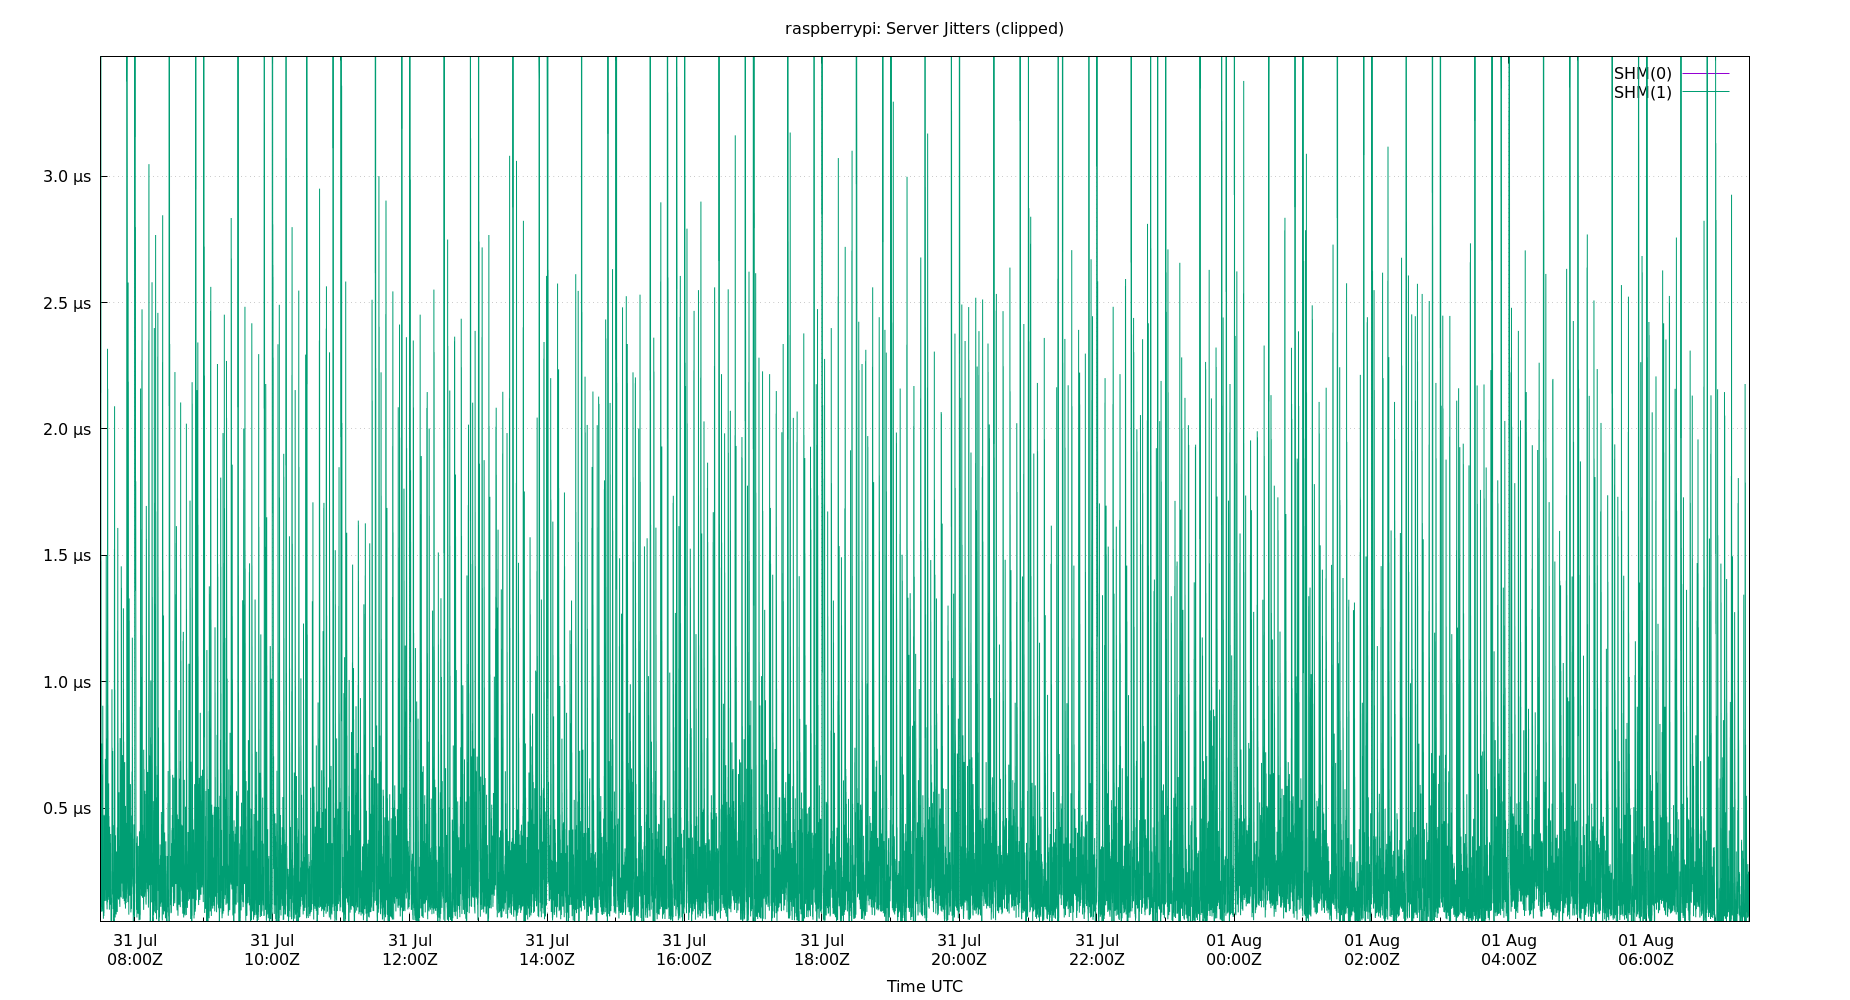 raspberrypi: Server Jitters (clipped)
SHM(0)
SHM(1)
3.0 µs
2.5 µs
2.0 µs
1.5 µs
1.0 µs
0.5 µs
31 Jul 31 Jul 31 Jul 31 Jul 31 Jul 31 Jul 31 Jul 31 Jul 01 Aug 01 Aug 01 Aug 01 Aug
08:00Z 10:00Z 12:00Z 14:00Z 16:00Z 18:00Z 20:00Z 22:00Z 00:00Z 02:00Z 04:00Z 06:00Z
Time UTC